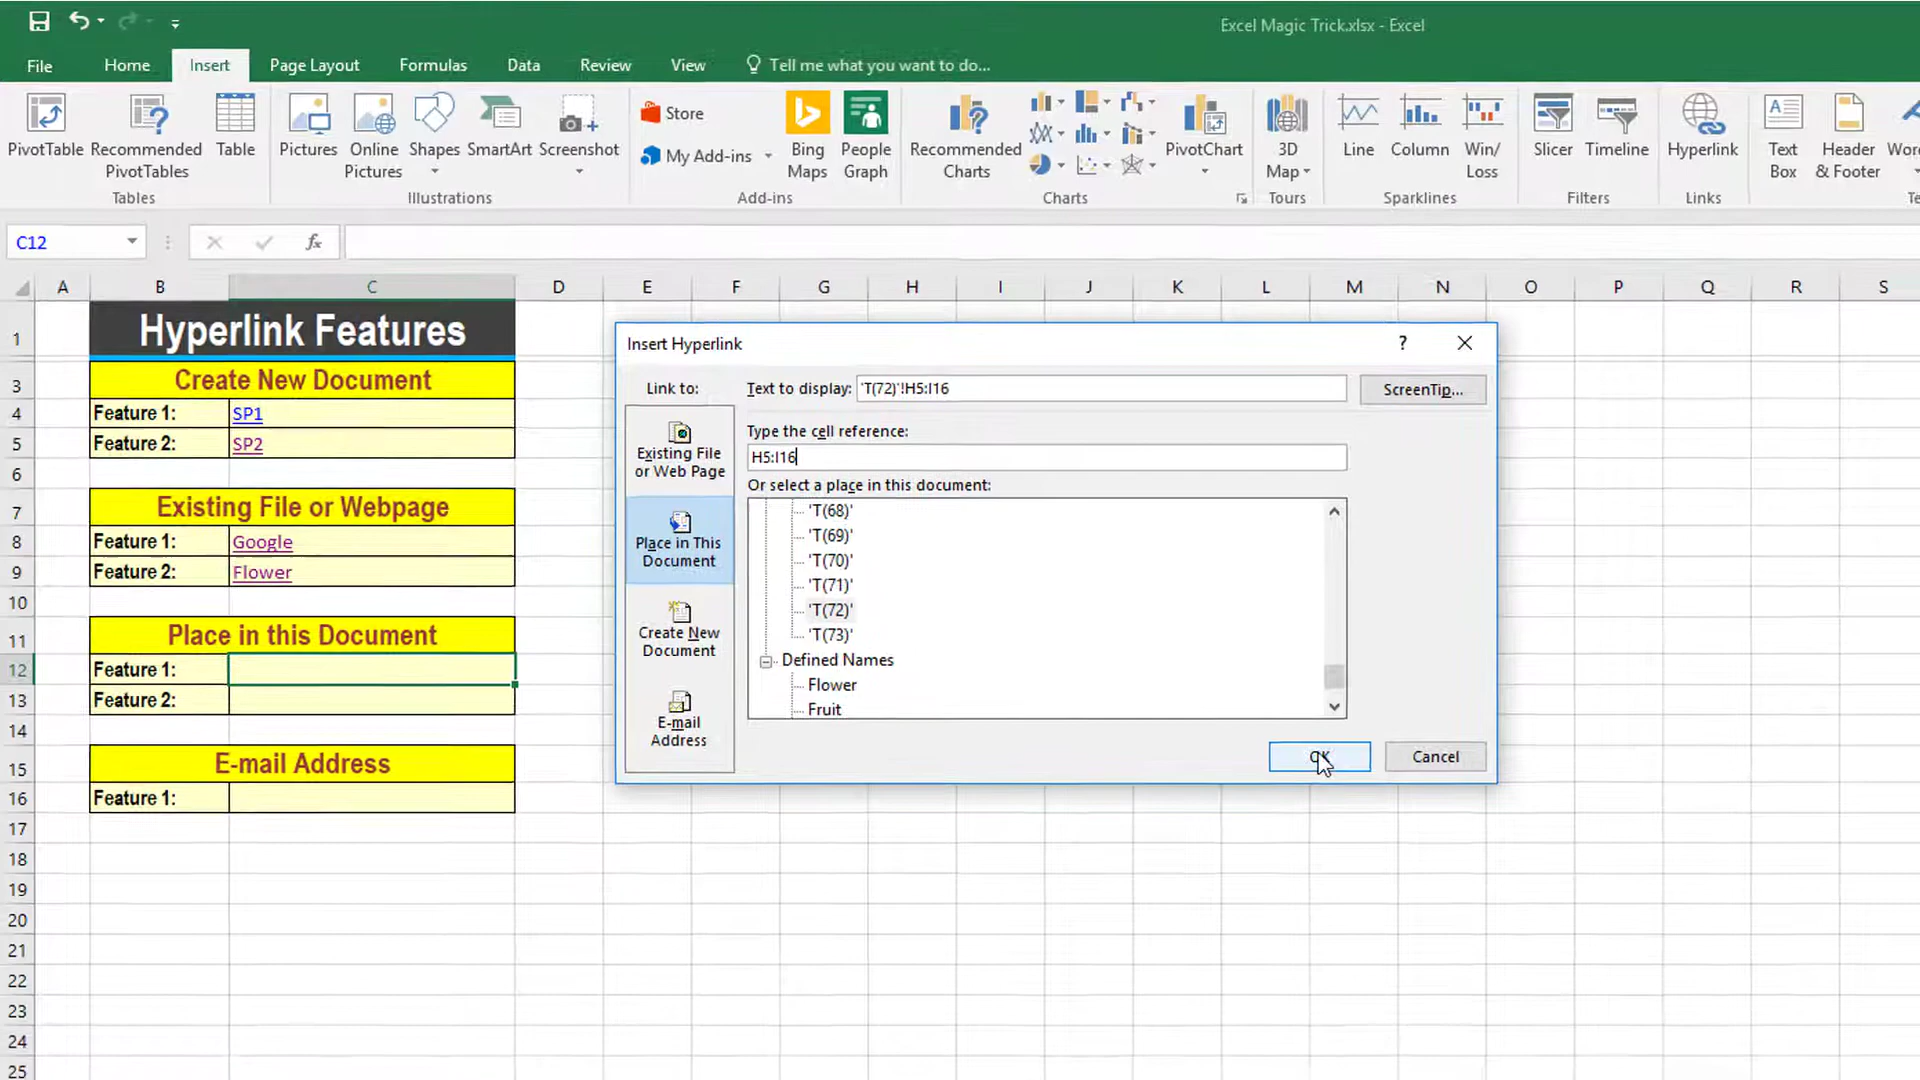 Excel Magic Trick.xlsx - Excel
File Home Insert Page Layout Formulas Data Review View Tell me what you want to do...
PivotTable
Recommended
PivotTables
Table
Tables
Pictures
Online
Pictures
Shapes
SmartArt
Screenshot
Illustrations
Store
My Add-ins
Bing
Maps
People
Graph
Add-ins
Recommended
Charts
PivotChart
Charts
3D
Map
Tours
Line
Column
Win/
Loss
Sparklines
Slicer
Timeline
Filters
Hyperlink
Links
Text
Box
Header
& Footer
C12
fx
A B C D E F G H I J K L M N O P Q R S
1 Hyperlink Features
3 Create New Document
4 Feature 1: SP1
5 Feature 2: SP2
6
7 Existing File or Webpage
8 Feature 1: Google
9 Feature 2: Flower
10
11 Place in this Document
12 Feature 1:
13 Feature 2:
14
15 E-mail Address
16 Feature 1:
17
18
19
20
21
22
23
24
25
Insert Hyperlink ?
Link to:
Text to display: 'T(72)'!H5:I16
ScreenTip...
Existing File
or Web Page
Place in This
Document
Create New
Document
E-mail
Address
Type the cell reference:
H5:I16
Or select a place in this document:
'T(68)'
'T(69)'
'T(70)'
'T(71)'
'T(72)'
'T(73)'
Defined Names
Flower
Fruit
OK
Cancel